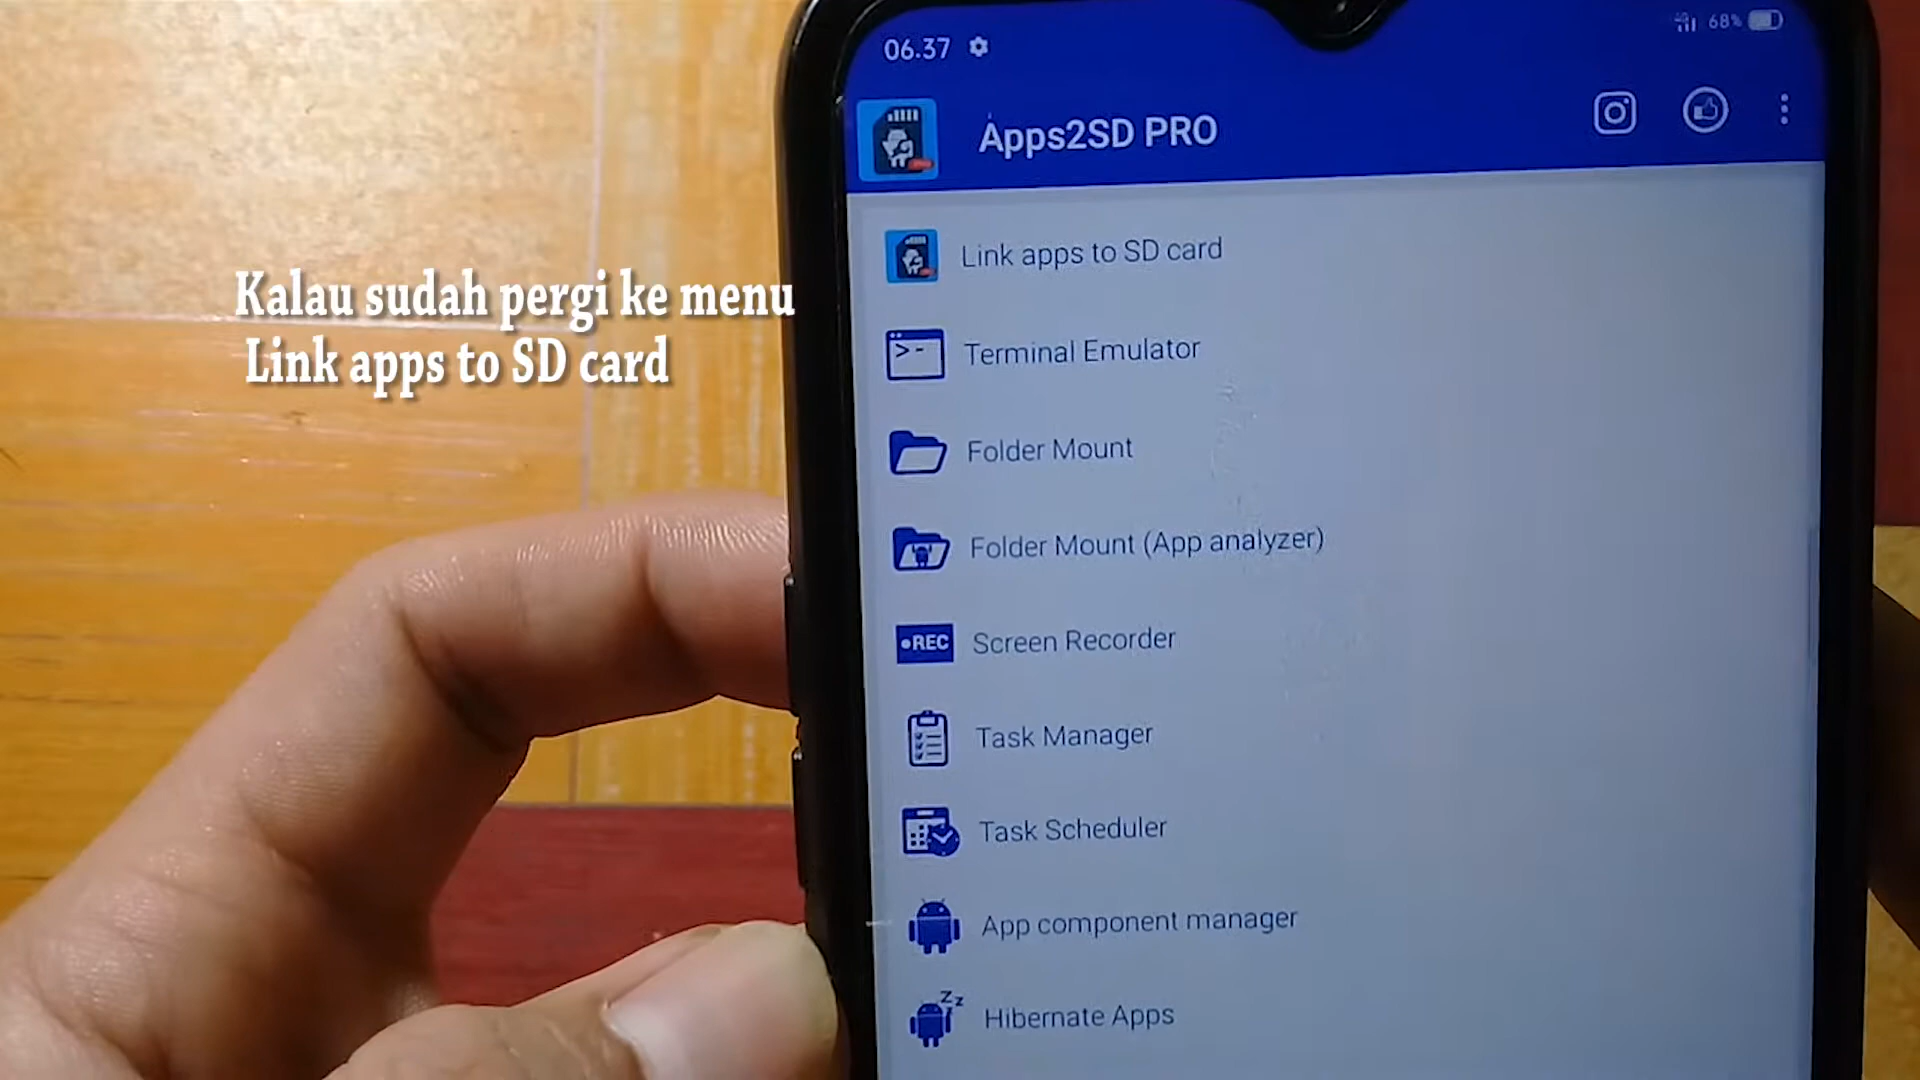 06.37
68%
Apps2SD PRO
Link apps to SD card
Terminal Emulator
Folder Mount
Folder Mount (App analyzer)
•REC Screen Recorder
Task Manager
Task Scheduler
App component manager
Zz
Hibernate Apps
Kalau sudah pergi ke menu
Link apps to SD card